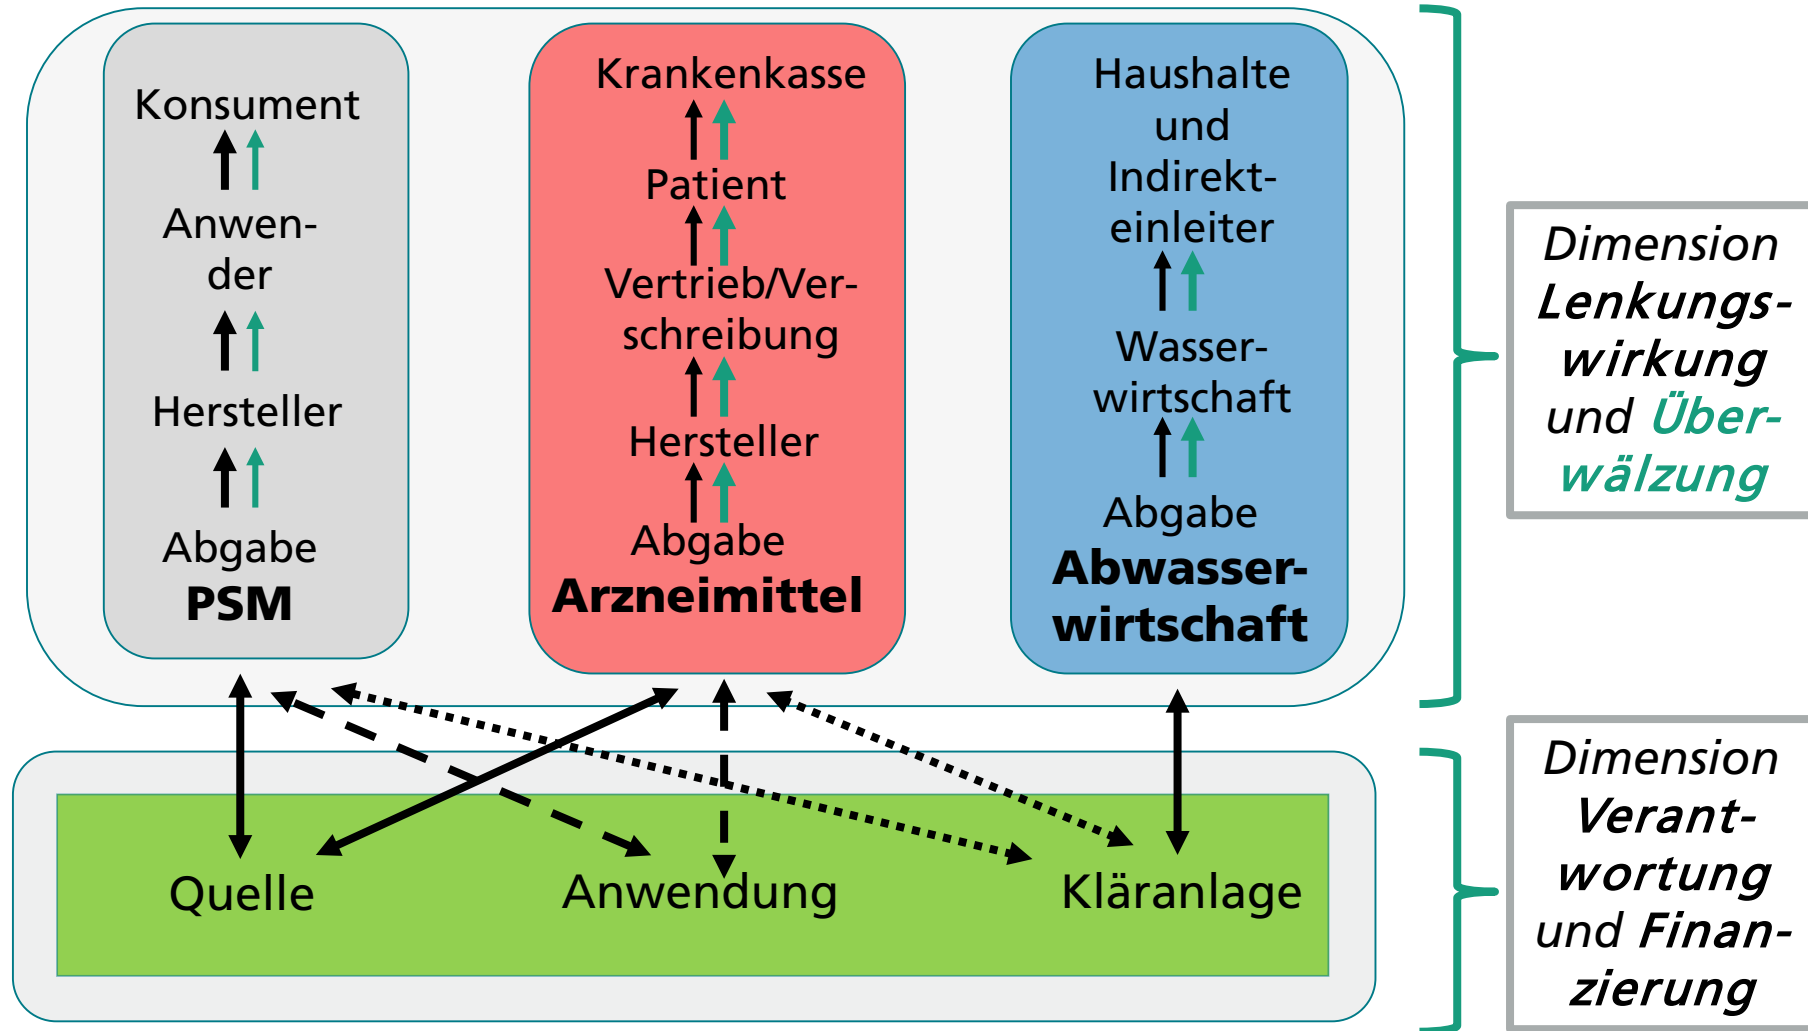 Konsument
Anwen-
der
Hersteller
Abgabe
PSM
Krankenkasse
Patient
Vertrieb/Ver-
schreibung
Hersteller
Abgabe
Arzneimittel
Haushalte
und
Indirekt-
einleiter
Wasser-
wirtschaft
Abgabe
Abwasser-
wirtschaft
Dimension
Lenkungs-
wirkung
und Über-
wälzung
Quelle
Anwendung
Kläranlage
Dimension
Verant-
wortung
und Finan-
zierung